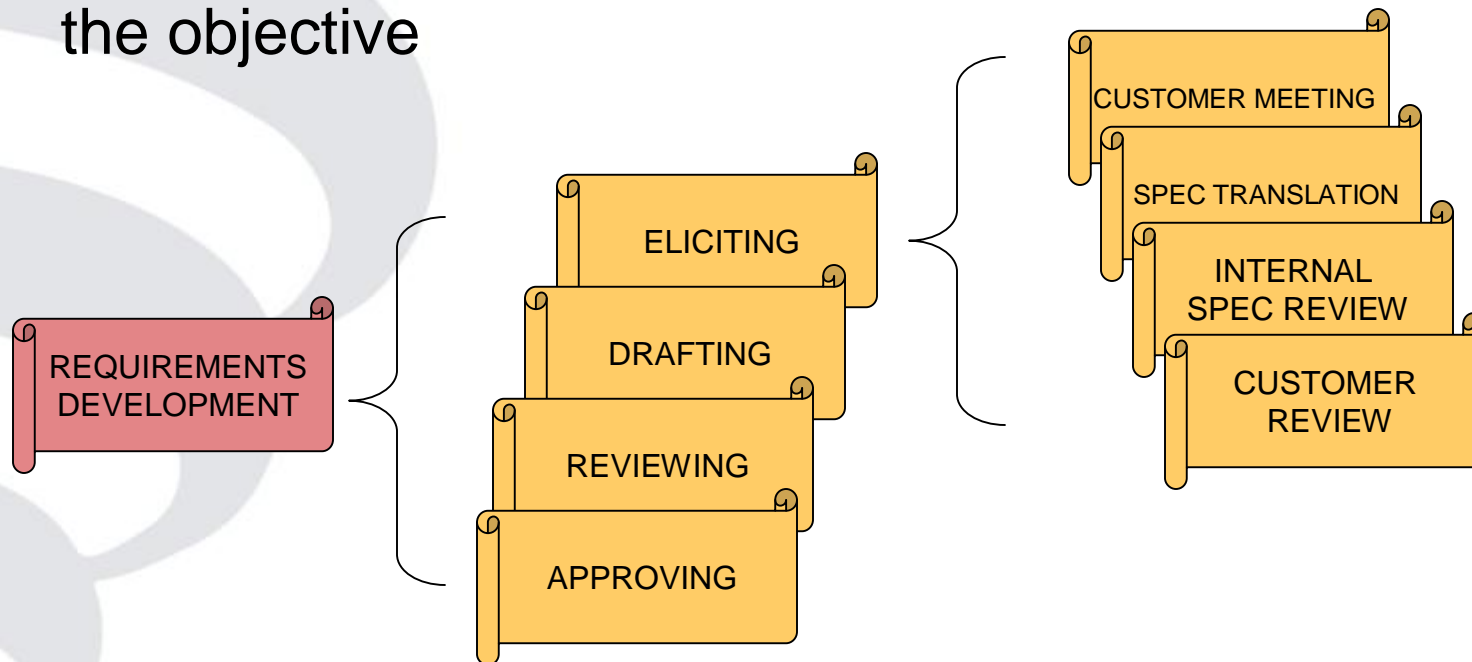 the objective
REQUIREMENTS
DEVELOPMENT
ELICITING
DRAFTING
REVIEWING
APPROVING
CUSTOMER MEETING
SPEC TRANSLATION
INTERNAL
SPEC REVIEW
CUSTOMER
REVIEW